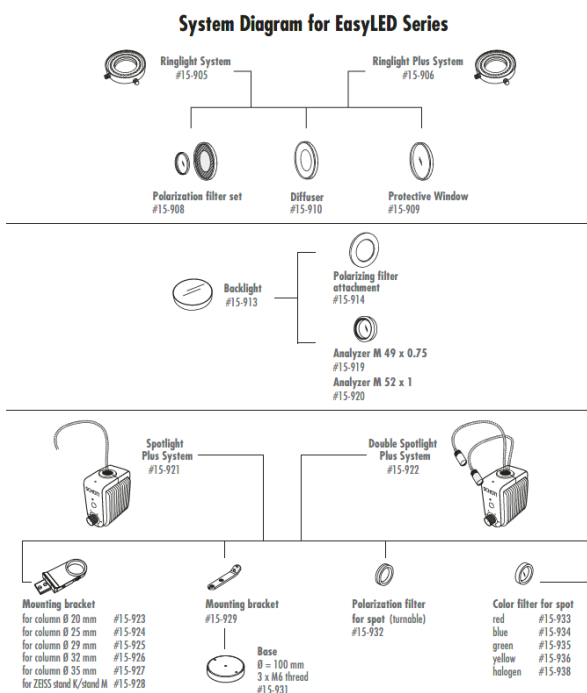 System Diagram for EasyLED Series
Ringlight System
#15-905
Ringlight Plus System
#15-906
Polarization filter set
#15-908
Diffuser
#15-910
Protective Window
#15-909
Backlight
#15-913
Polarizing filter
attachment
#15-914
Analyzer M 49 x 0.75
#15-919
Analyzer M 52 x 1
#15-920
Spotlight
Plus System
#15-921
Double Spotlight
Plus System
#15-922
SCHOTT
SCHOTT
Mounting bracket
for column Ø 20 mm #15-923
for column Ø 25 mm #15-924
for column Ø 29 mm #15-925
for column Ø 32 mm #15-926
for column Ø 35 mm #15-927
for ZEISS stand K/stand M #15-928
Mounting bracket
#15-929
Base
Ø = 100 mm
3 x M6 thread
#15-931
Polarization filter
for spot (turnable)
#15-932
Color filter for spot
red #15-933
blue #15-934
green #15-935
yellow #15-936
halogen #15-938